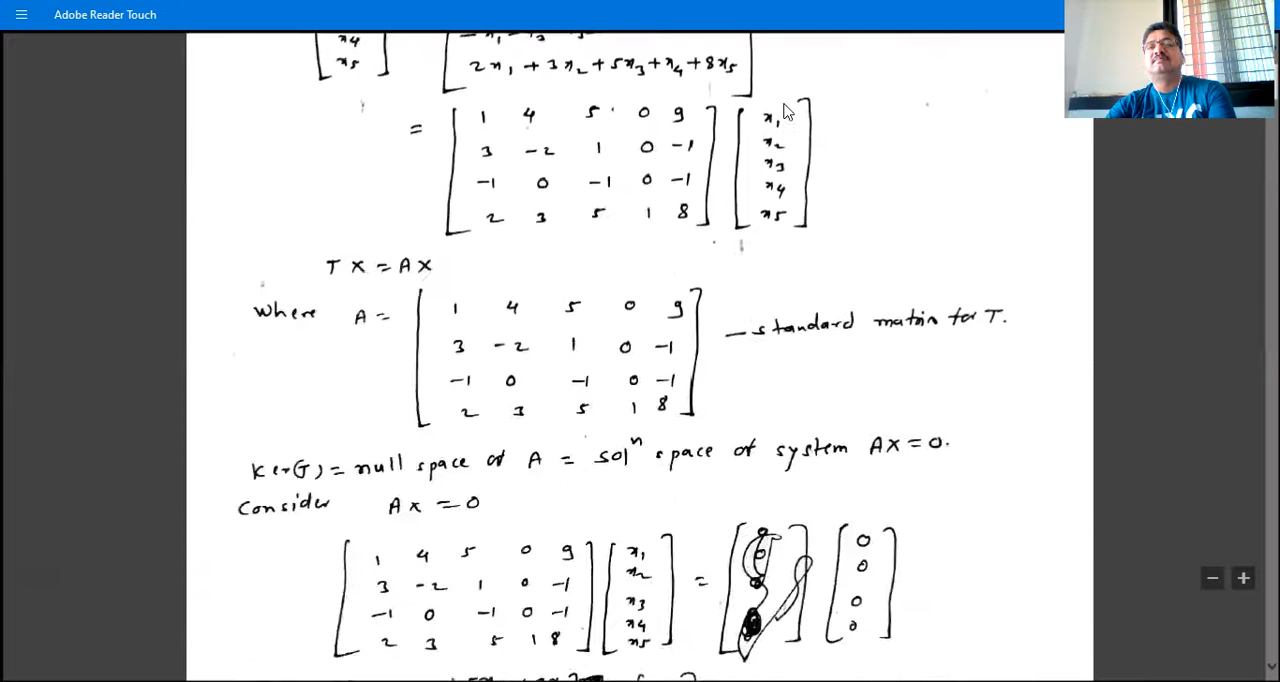 Adobe Reader Touch
x4
x5
2x1 + 3x2 + 5x3 + x4 + 8x5
= [ 1 4 5 0 9 ] [ x1 ]
3 -2 1 0 -1 x2
-1 0 -1 0 -1 x3
x4
2 3 5 1 8 x5
TX = AX
where A = [ 1 4 5 0 9 ]
3 -2 1 0 -1 — standard matrix for T.
-1 0 -1 0 -1
2 3 5 1 8
Ker(T) = null space of A = solⁿ space of system AX = 0.
Consider AX = 0
[ 1 4 5 0 9 ] [ x1 ] = [ 0 ]
3 -2 1 0 -1 x2 0
-1 0 -1 0 -1 x3 0
2 3 5 1 8 x4 0
x5